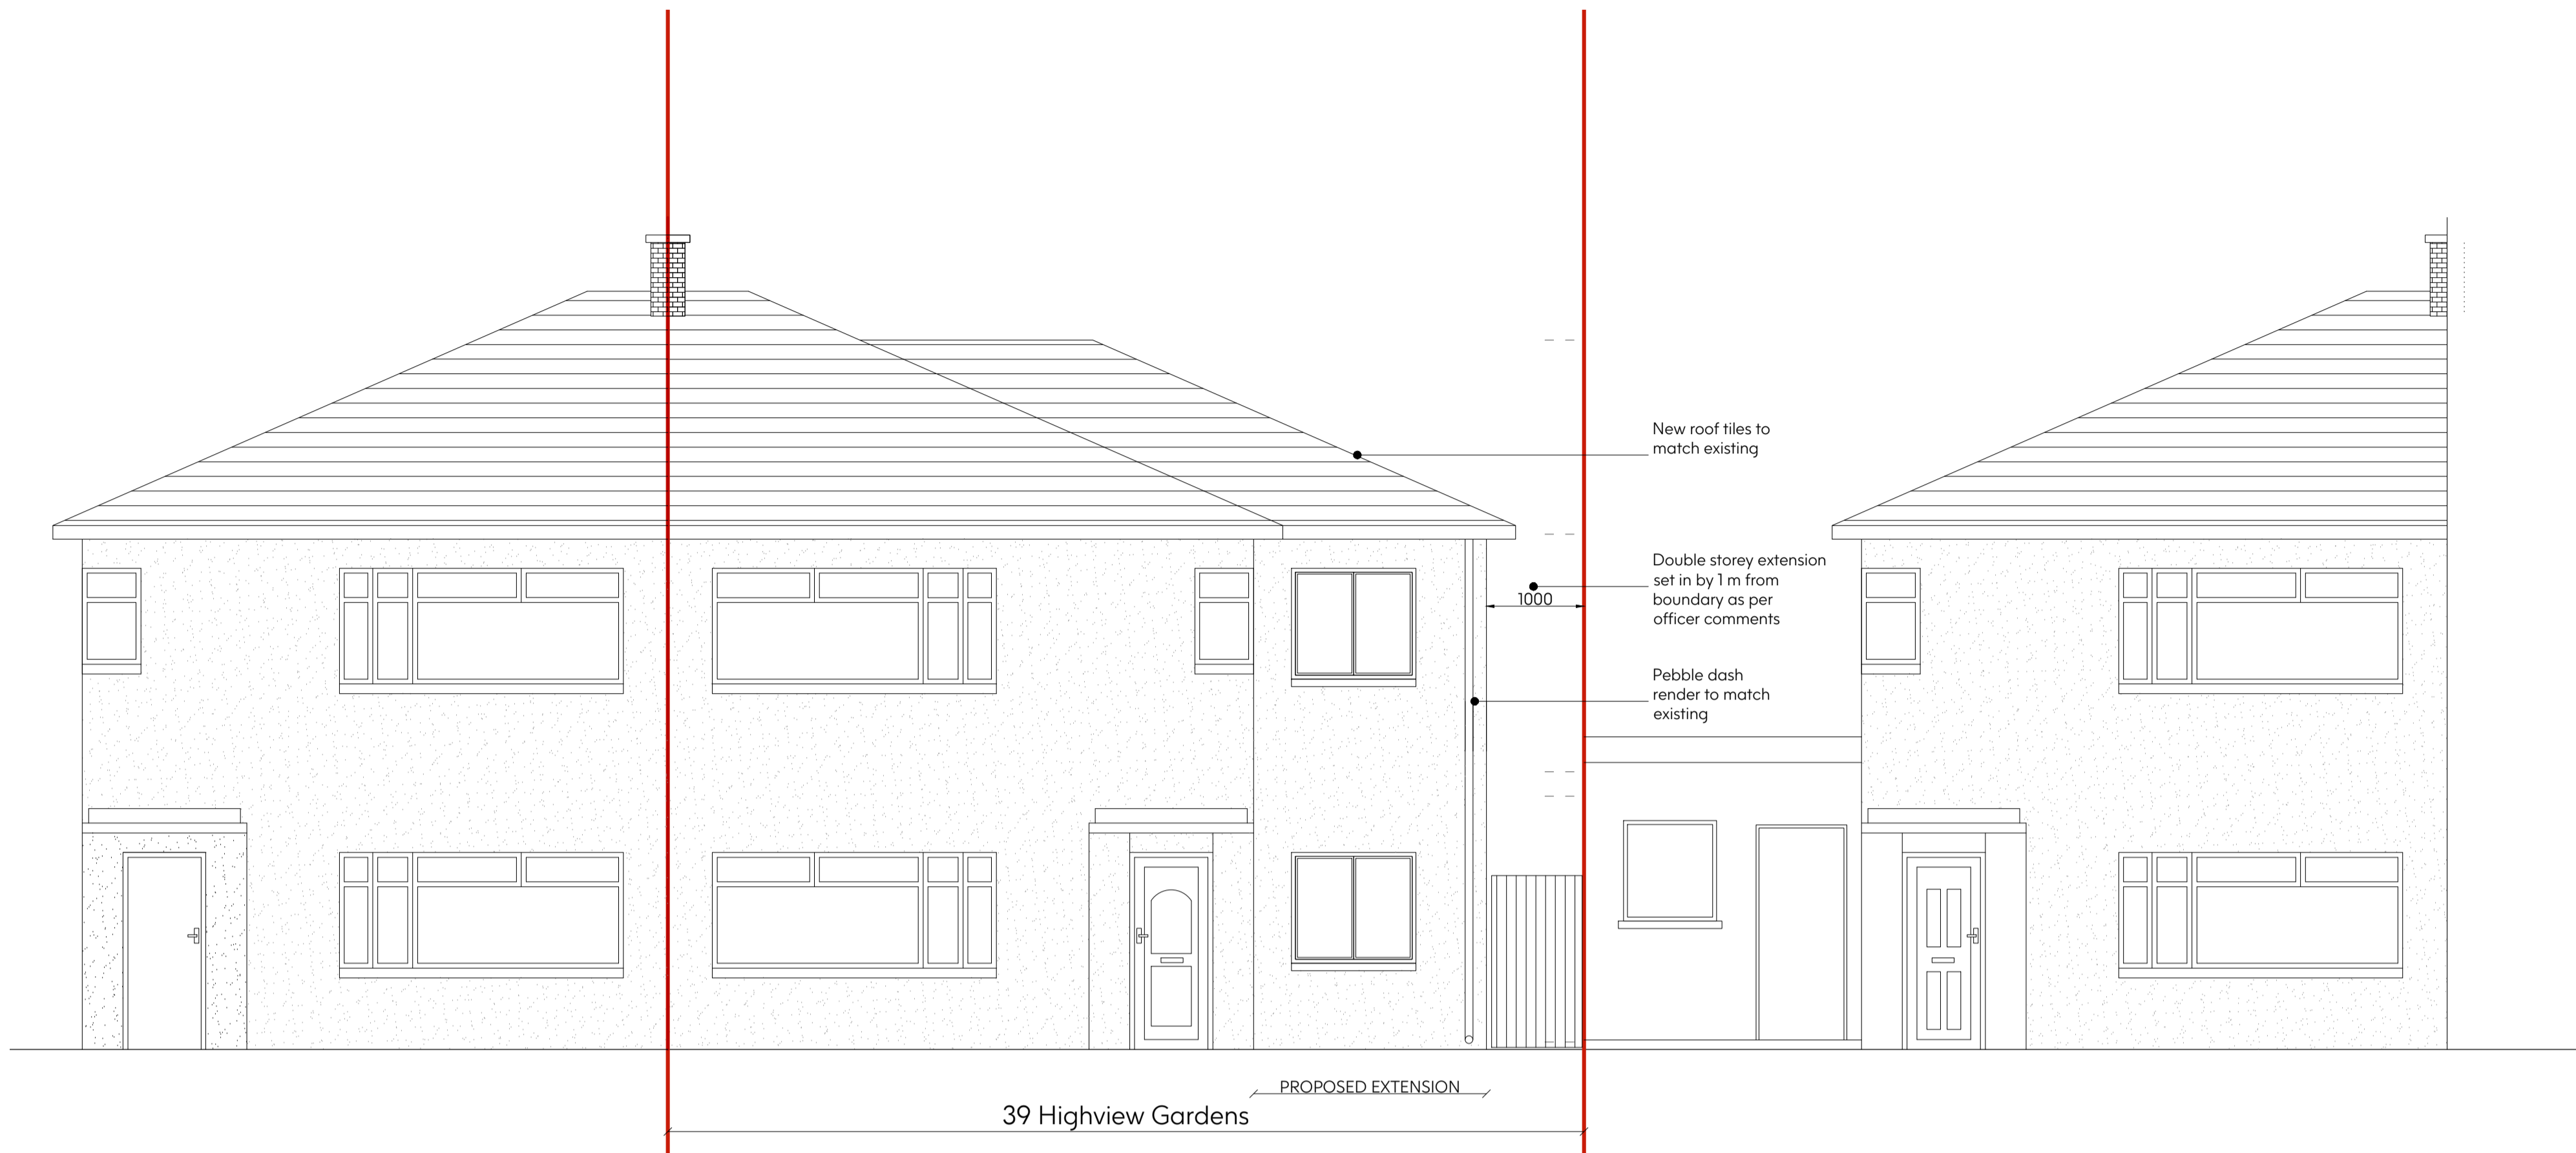 New roof tiles to
match existing
Double storey extension
set in by 1 m from
boundary as per
officer comments
1000
Pebble dash
render to match
existing
PROPOSED EXTENSION
39 Highview Gardens